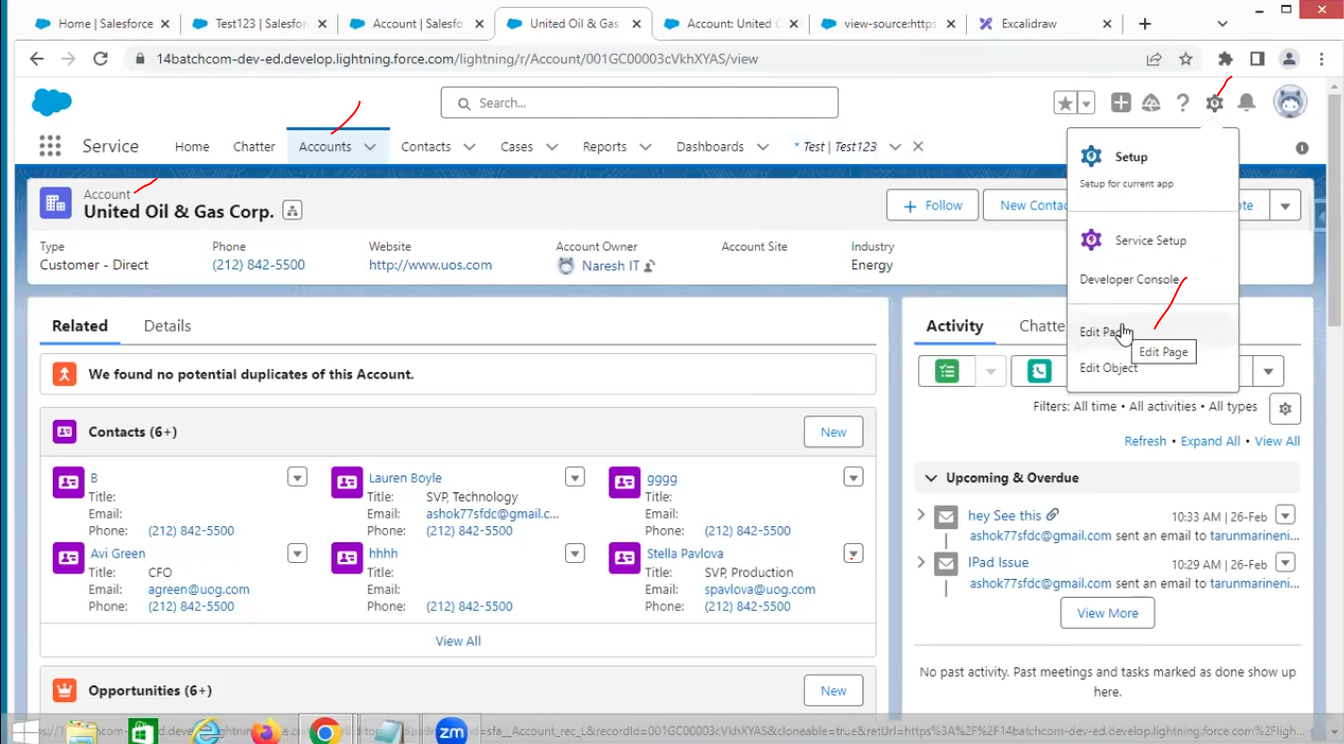 Home | Salesforce
Test123 | Salesfor
Account | Salesfo
United Oil & Gas
Account: United
view-source:https
Excalidraw
14batchcom-dev-ed.develop.lightning.force.com/lightning/r/Account/001GC00003cVkhXYAS/view
Search...
Service
Home
Chatter
Accounts
Contacts
Cases
Reports
Dashboards
* Test | Test123
Setup
Setup for current app
Service Setup
Developer Console
Edit Pa
Edit Page
Edit Object
Account
United Oil & Gas Corp.
Follow
New Contac
ote
Type
Customer - Direct
Phone
(212) 842-5500
Website
http://www.uos.com
Account Owner
Naresh IT
Account Site
Industry
Energy
Related
Details
We found no potential duplicates of this Account.
Contacts (6+)
New
B
Title:
Email:
Phone: (212) 842-5500
Lauren Boyle
Title: SVP, Technology
Email: ashok77sfdc@gmail.c...
Phone: (212) 842-5500
gggg
Title:
Email:
Phone: (212) 842-5500
Avi Green
Title: CFO
Email: agreen@uog.com
Phone: (212) 842-5500
hhhh
Title:
Email:
Phone: (212) 842-5500
Stella Pavlova
Title: SVP, Production
Email: spavlova@uog.com
Phone: (212) 842-5500
View All
Opportunities (6+)
New
Activity
Chatte
Filters: All time • All activities • All types
Refresh • Expand All • View All
Upcoming & Overdue
hey See this
10:33 AM | 26-Feb
ashok77sfdc@gmail.com sent an email to tarunmarineni...
IPad Issue
10:29 AM | 26-Feb
ashok77sfdc@gmail.com sent an email to tarunmarineni...
View More
No past activity. Past meetings and tasks marked as done show up
here.
zm